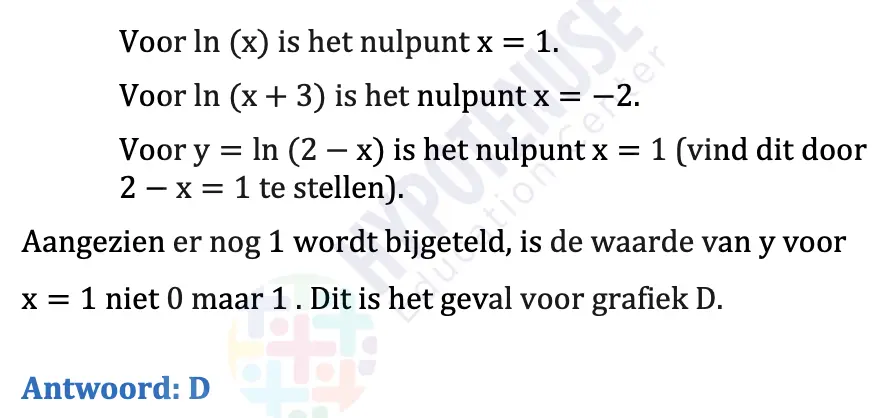 Voor ln (x) is het nulpunt x = 1.
Voor ln (x + 3) is het nulpunt x = −2.
Voor y = ln (2 − x) is het nulpunt x = 1 (vind dit door
2 − x = 1 te stellen).
Aangezien er nog 1 wordt bijgeteld, is de waarde van y voor
x = 1 niet 0 maar 1 . Dit is het geval voor grafiek D.
Antwoord: D
HYPOTENUSE
Education Center